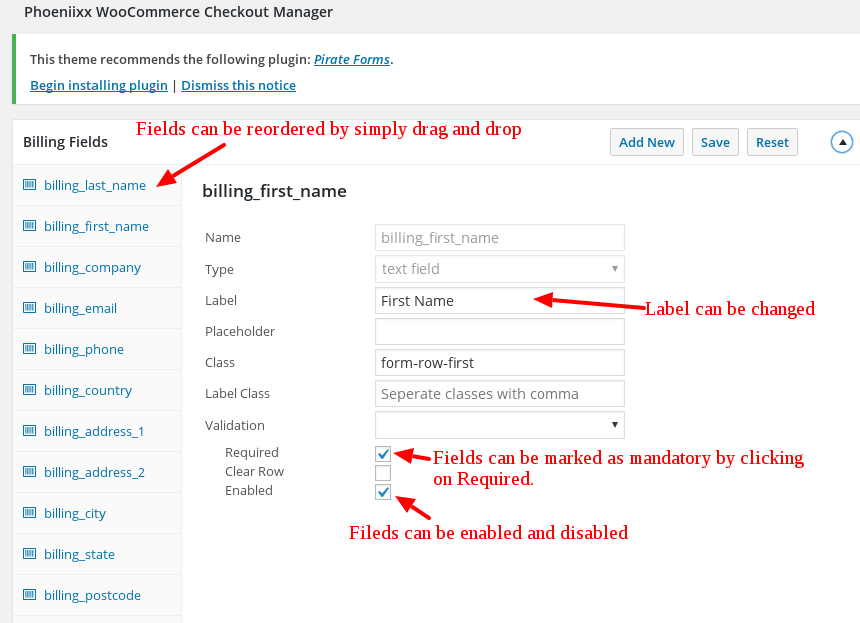 Phoeniixx WooCommerce Checkout Manager
This theme recommends the following plugin: Pirate Forms.
Begin installing plugin | Dismiss this notice
Fields can be reordered by simply drag and drop
Billing Fields
Add New
Save
Reset
billing_last_name
billing_first_name
billing_company
billing_email
billing_phone
billing_country
billing_address_1
billing_address_2
billing_city
billing_state
billing_postcode
billing_first_name
Name billing_first_name
Type text field
Label First Name
Label can be changed
Placeholder
Class form-row-first
Label Class Seperate classes with comma
Validation
Required
Fields can be marked as mandatory by clicking
on Required.
Clear Row
Enabled
Fileds can be enabled and disabled